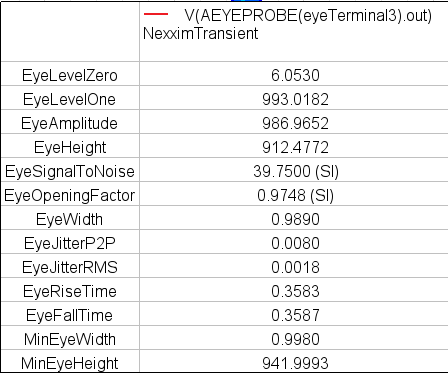 V(AEYEPROBE(eyeTerminal3).out)
NexximTransient
EyeLevelZero 6.0530
EyeLevelOne 993.0182
EyeAmplitude 986.9652
EyeHeight 912.4772
EyeSignalToNoise 39.7500 (SI)
EyeOpeningFactor 0.9748 (SI)
EyeWidth 0.9890
EyeJitterP2P 0.0080
EyeJitterRMS 0.0018
EyeRiseTime 0.3583
EyeFallTime 0.3587
MinEyeWidth 0.9980
MinEyeHeight 941.9993